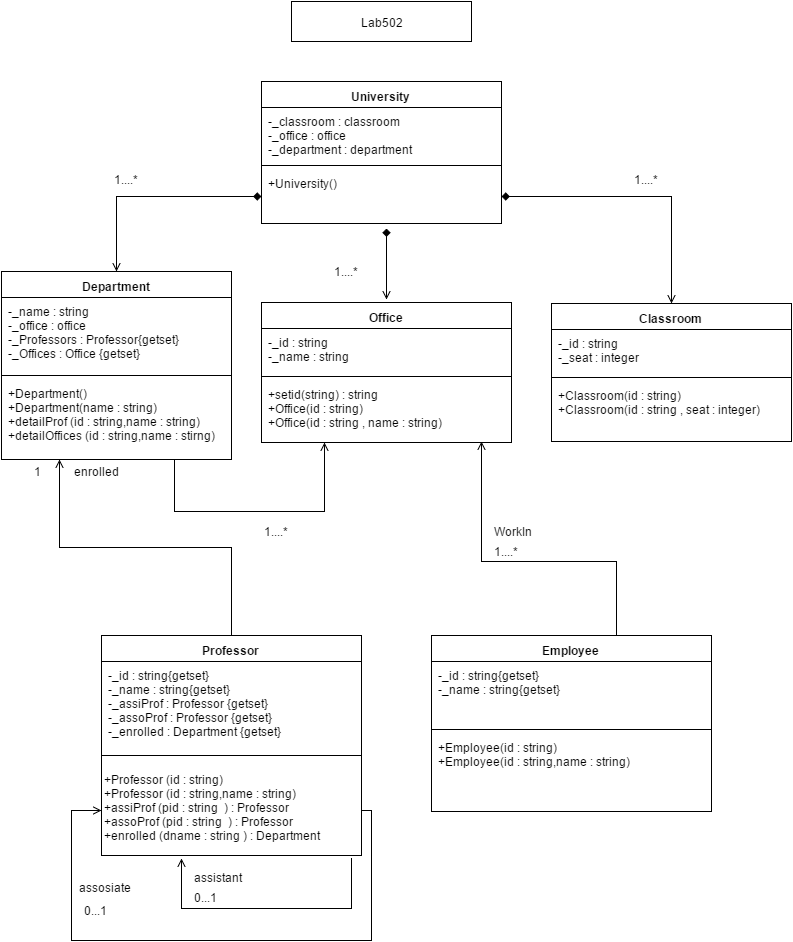 Lab502
University
-_classroom : classroom
-_office : office
-_department : department
+University()
1....*
1....*
1....*
Department
-_name : string
-_office : office
-_Professors : Professor{getset}
-_Offices : Office {getset}
+Department()
+Department(name : string)
+detailProf (id : string,name : string)
+detailOffices (id : string,name : stirng)
Office
-_id : string
-_name : string
+setid(string) : string
+Office(id : string)
+Office(id : string , name : string)
Classroom
-_id : string
-_seat : integer
+Classroom(id : string)
+Classroom(id : string , seat : integer)
1
enrolled
1....*
WorkIn
1....*
Professor
-_id : string{getset}
-_name : string{getset}
-_assiProf : Professor {getset}
-_assoProf : Professor {getset}
-_enrolled : Department {getset}
+Professor (id : string)
+Professor (id : string,name : string)
+assiProf (pid : string  ) : Professor
+assoProf (pid : string  ) : Professor
+enrolled (dname : string ) : Department
Employee
-_id : string{getset}
-_name : string{getset}
+Employee(id : string)
+Employee(id : string,name : string)
assosiate
0...1
assistant
0...1